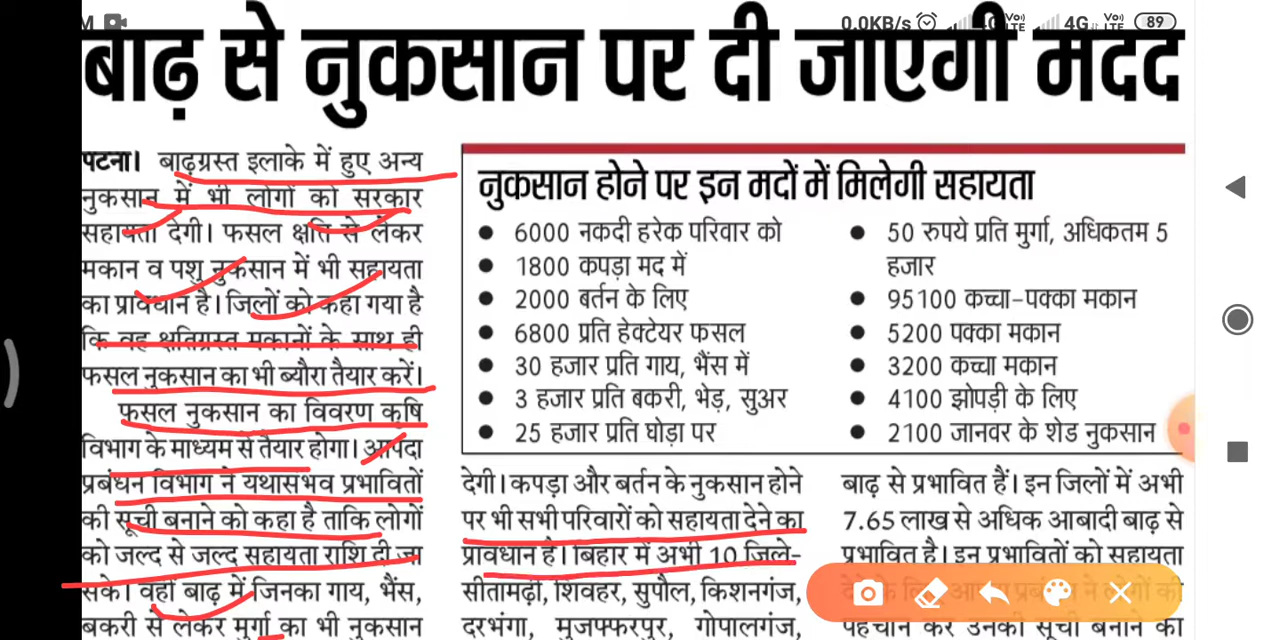 0.0KB/s 4G Vo) LTE 4G Vo) LTE 89
बाढ़ से नुकसान पर दी जाएगी मदद
पटना। बाढ़ग्रस्त इलाके में हुए अन्य
नुकसान में भी लोगों को सरकार
सहायता देगी। फसल क्षति से लेकर
मकान व पशु नुकसान में भी सहायता
का प्रावधान है। जिलों को कहा गया है
कि वह क्षतिग्रस्त मकानों के साथ ही
फसल नुकसान का भी ब्यौरा तैयार करें।
फसल नुकसान का विवरण कृषि
विभाग के माध्यम से तैयार होगा। आपदा
प्रबंधन विभाग ने यथासंभव प्रभावितों
की सूची बनाने को कहा है ताकि लोगों
को जल्द से जल्द सहायता राशि दी जा
सके। वहीं बाढ़ में जिनका गाय, भैंस,
बकरी से लेकर मुर्गा का भी नुकसान
नुकसान होने पर इन मदों में मिलेगी सहायता
6000 नकदी हरेक परिवार को
1800 कपड़ा मद में
2000 बर्तन के लिए
6800 प्रति हेक्टेयर फसल
30 हजार प्रति गाय, भैंस में
3 हजार प्रति बकरी, भेड़, सुअर
25 हजार प्रति घोड़ा पर
50 रुपये प्रति मुर्गा, अधिकतम 5
हजार
95100 कच्चा-पक्का मकान
5200 पक्का मकान
3200 कच्चा मकान
4100 झोपड़ी के लिए
2100 जानवर के शेड नुकसान
देगी। कपड़ा और बर्तन के नुकसान होने
पर भी सभी परिवारों को सहायता देने का
प्रावधान है। बिहार में अभी 10 जिले-
सीतामढ़ी, शिवहर, सुपौल, किशनगंज,
दरभंगा, मुजफ्फरपुर, गोपालगंज,
बाढ़ से प्रभावित हैं। इन जिलों में अभी
7.65 लाख से अधिक आबादी बाढ़ से
प्रभावित है। इन प्रभावितों को सहायता
पहचान कर उनकी सूची बनाने का